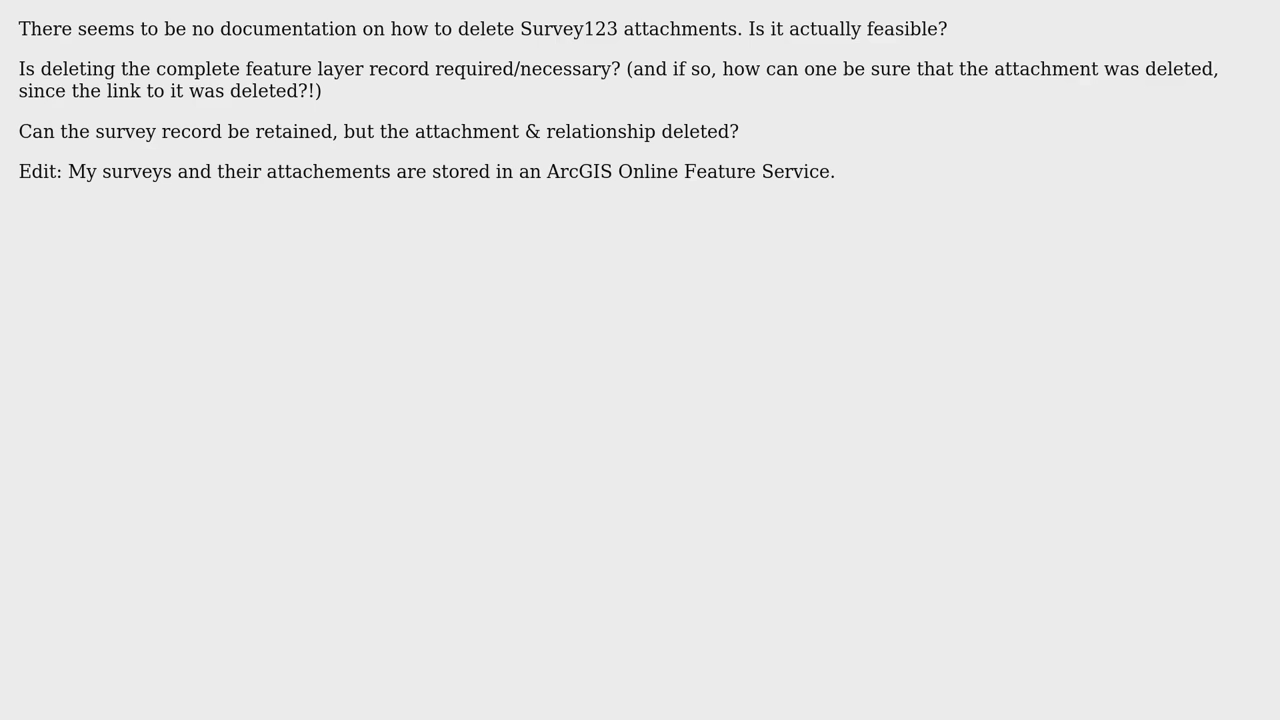 There seems to be no documentation on how to delete Survey123 attachments. Is it actually feasible?
Is deleting the complete feature layer record required/necessary? (and if so, how can one be sure that the attachment was deleted,
since the link to it was deleted?!)
Can the survey record be retained, but the attachment & relationship deleted?
Edit: My surveys and their attachements are stored in an ArcGIS Online Feature Service.